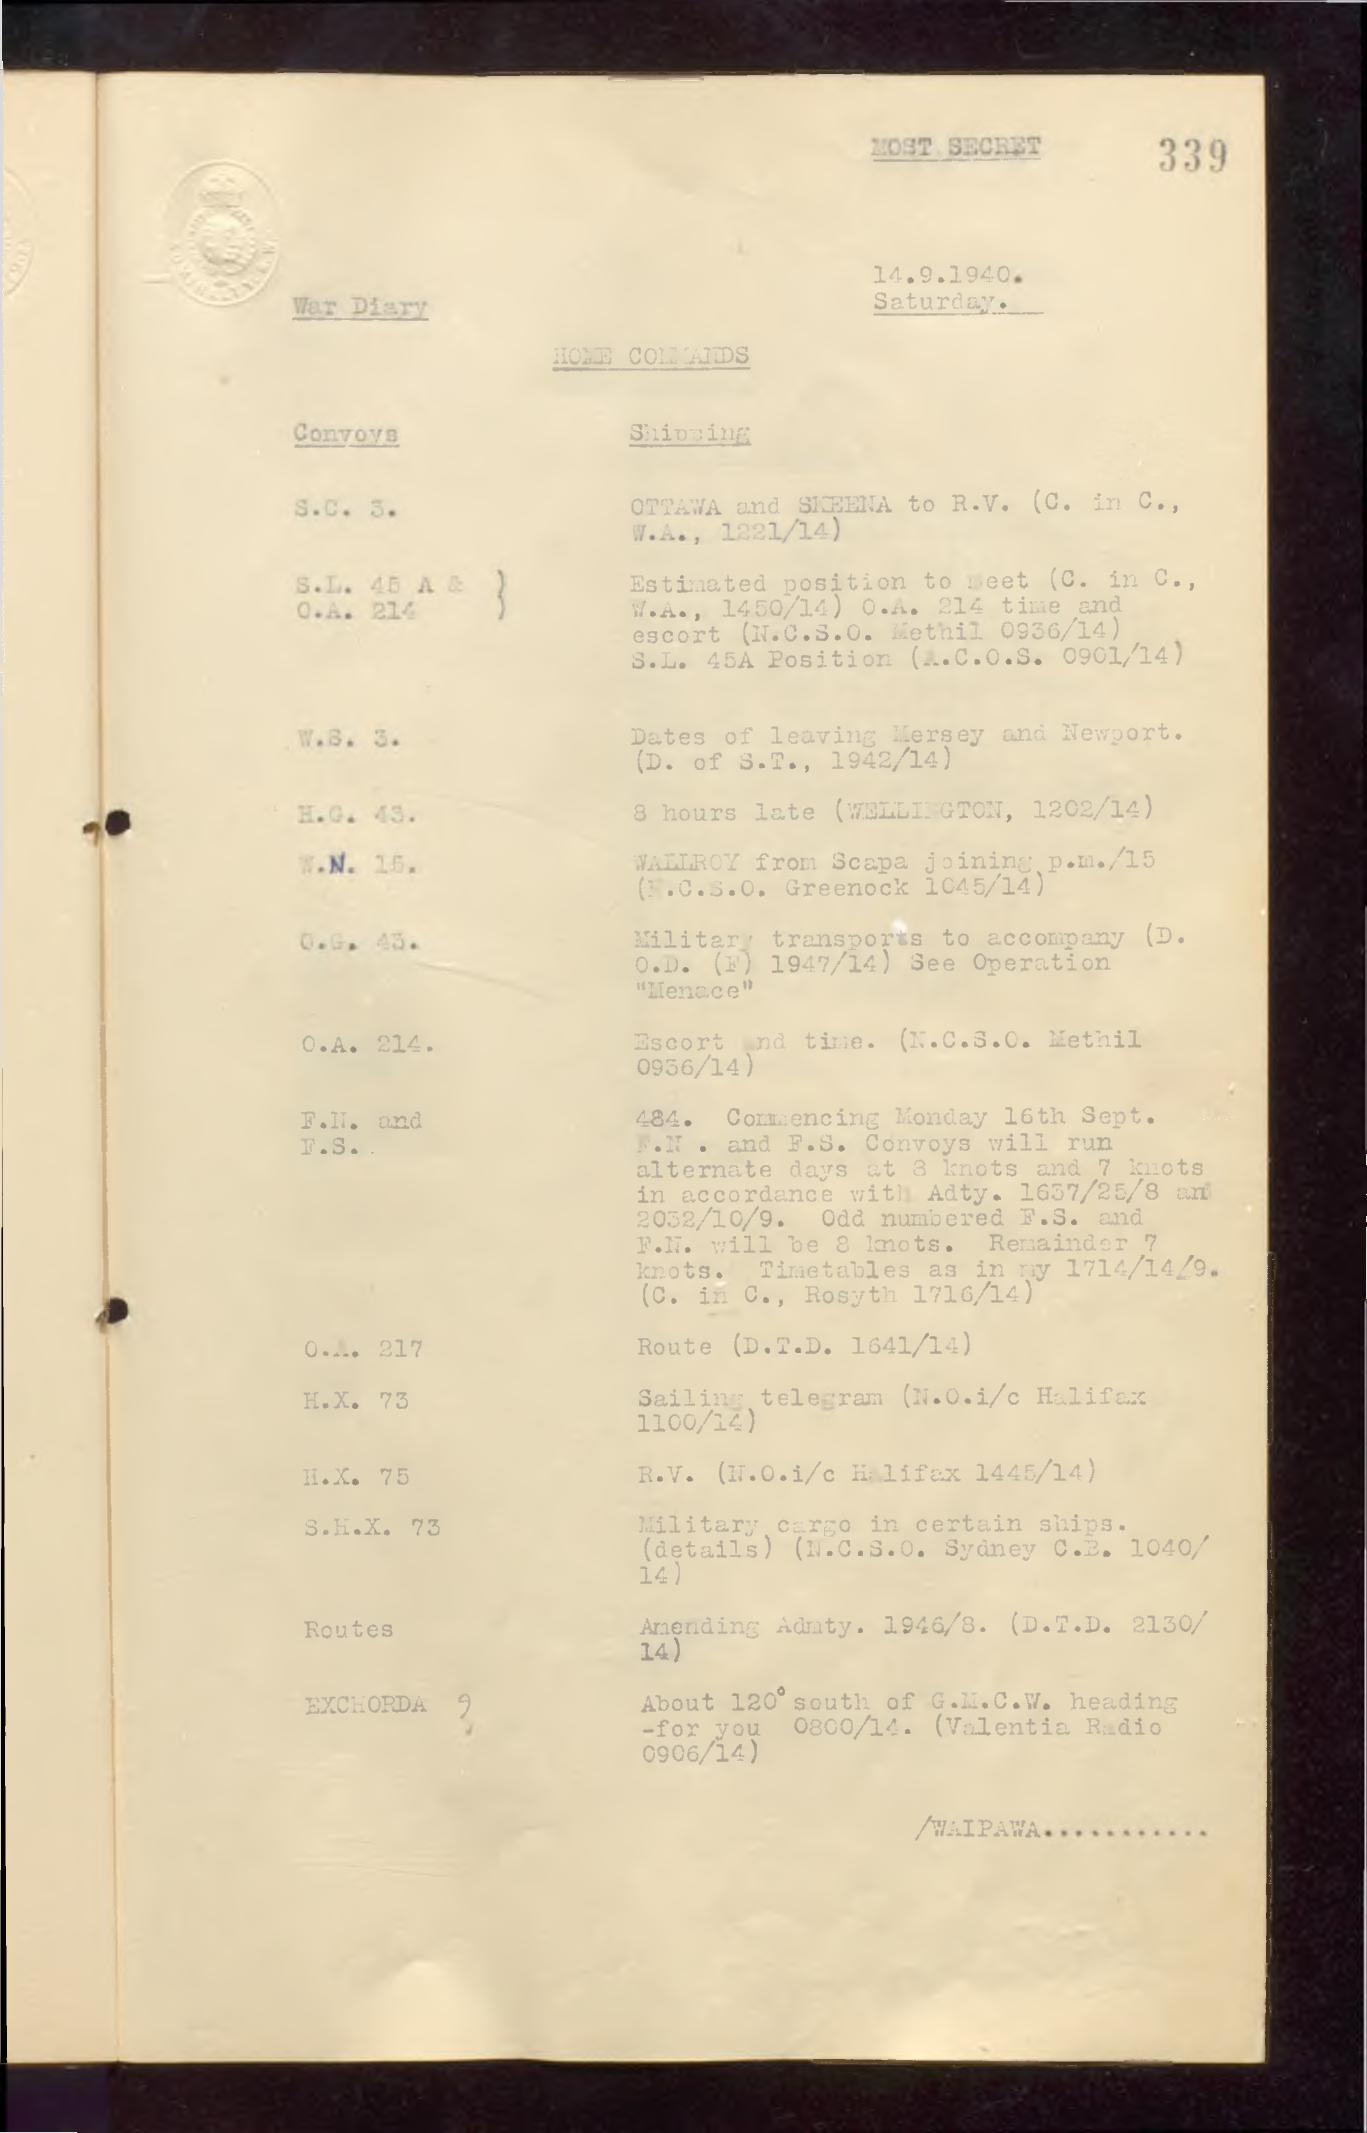 MOST SECRET
339
14.9.1940.
Saturday.
War Diary
HOME COMMANDS
Convoys Shipping
S.C. 3. OTTAWA and SKEENA to R.V. (C. in C.,
W.A., 1221/14)
S.L. 45 A & } Estimated position to meet (C. in C.,
O.A. 214 W.A., 1450/14) O.A. 214 time and
escort (N.C.S.O. Methil 0936/14)
S.L. 45A Position (A.C.O.S. 0901/14)
W.S. 3. Dates of leaving Mersey and Newport.
(D. of S.T., 1942/14)
H.G. 43. 8 hours late (WELLINGTON, 1202/14)
W.N. 15. WALLROY from Scapa joining p.m./15
(N.C.S.O. Greenock 1045/14)
O.G. 43. Military transports to accompany (D.
O.D. (F) 1947/14) See Operation
"Menace"
O.A. 214. Escort and time. (N.C.S.O. Methil
0936/14)
F.N. and 484. Commencing Monday 16th Sept.
F.S. F.N . and F.S. Convoys will run
alternate days at 8 knots and 7 knots
in accordance with Adty. 1637/25/8 and
2032/10/9. Odd numbered F.S. and
F.N. will be 8 knots. Remainder 7
knots. Timetables as in my 1714/14/9.
(C. in C., Rosyth 1716/14)
O.A. 217 Route (D.T.D. 1641/14)
H.X. 73 Sailing telegram (N.O.i/c Halifax
1100/14)
H.X. 75 R.V. (N.O.i/c Halifax 1445/14)
S.H.X. 73 Military cargo in certain ships.
(details) (N.C.S.O. Sydney C.B. 1040/
14)
Routes Amending Admty. 1946/8. (D.T.D. 2130/
14)
EXCHORDA ? About 120° south of G.M.C.W. heading
-for you 0800/14. (Valentia Radio
0906/14)
/WAIPAWA...........